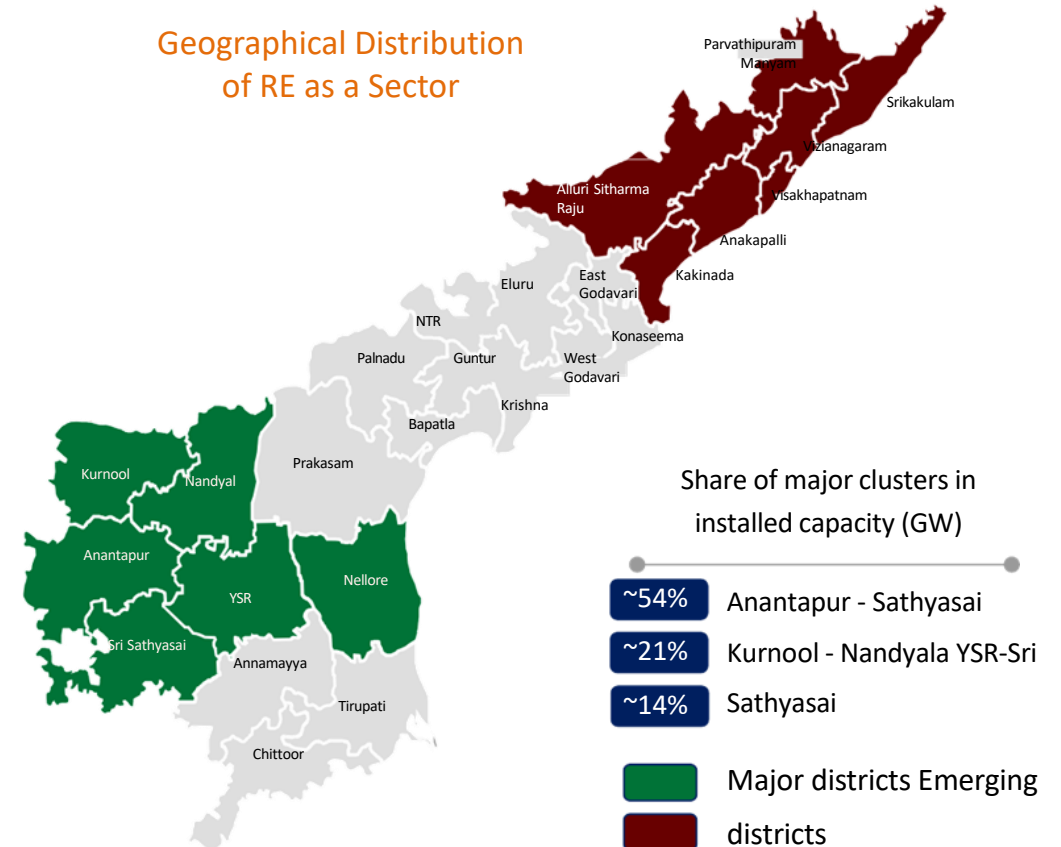 Geographical Distribution
of RE as a Sector
Parvathipuram
Manyam
Srikakulam
Vizianagaram
Alluri Sitharma
Raju
Visakhapatnam
Anakapalli
Kakinada
East
Godavari
Eluru
NTR
Konaseema
Palnadu
Guntur
West
Godavari
Krishna
Bapatla
Prakasam
Kurnool
Nandyal
Anantapur
Nellore
YSR
Sri Sathyasai
Annamayya
Tirupati
Chittoor
Share of major clusters in
installed capacity (GW)
~54% Anantapur - Sathyasai
~21% Kurnool - Nandyala YSR-Sri
~14% Sathyasai
Major districts Emerging
districts